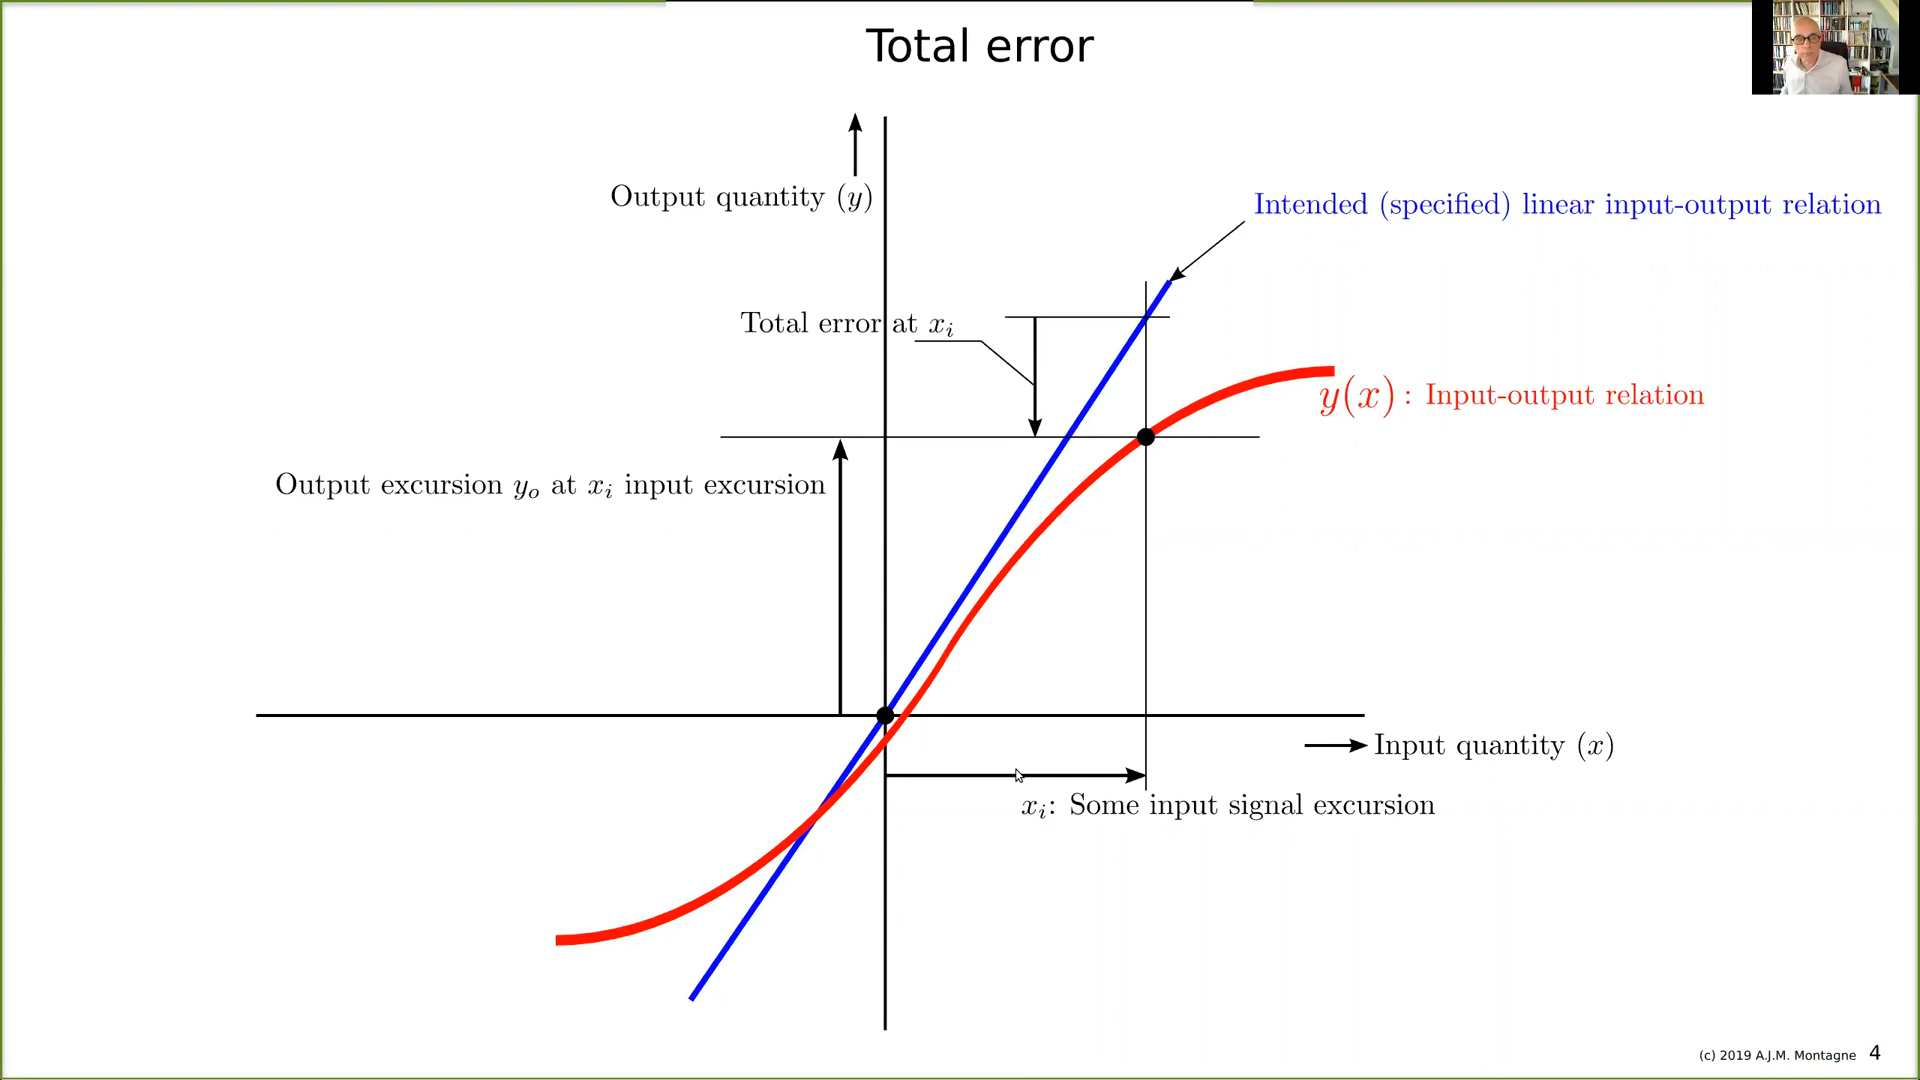 Total error
Output quantity (y)
Intended (specified) linear input-output relation
Total error at xᵢ
y(x): Input-output relation
Output excursion yₒ at xᵢ input excursion
Input quantity (x)
xᵢ: Some input signal excursion
(c) 2019 A.J.M. Montagne 4